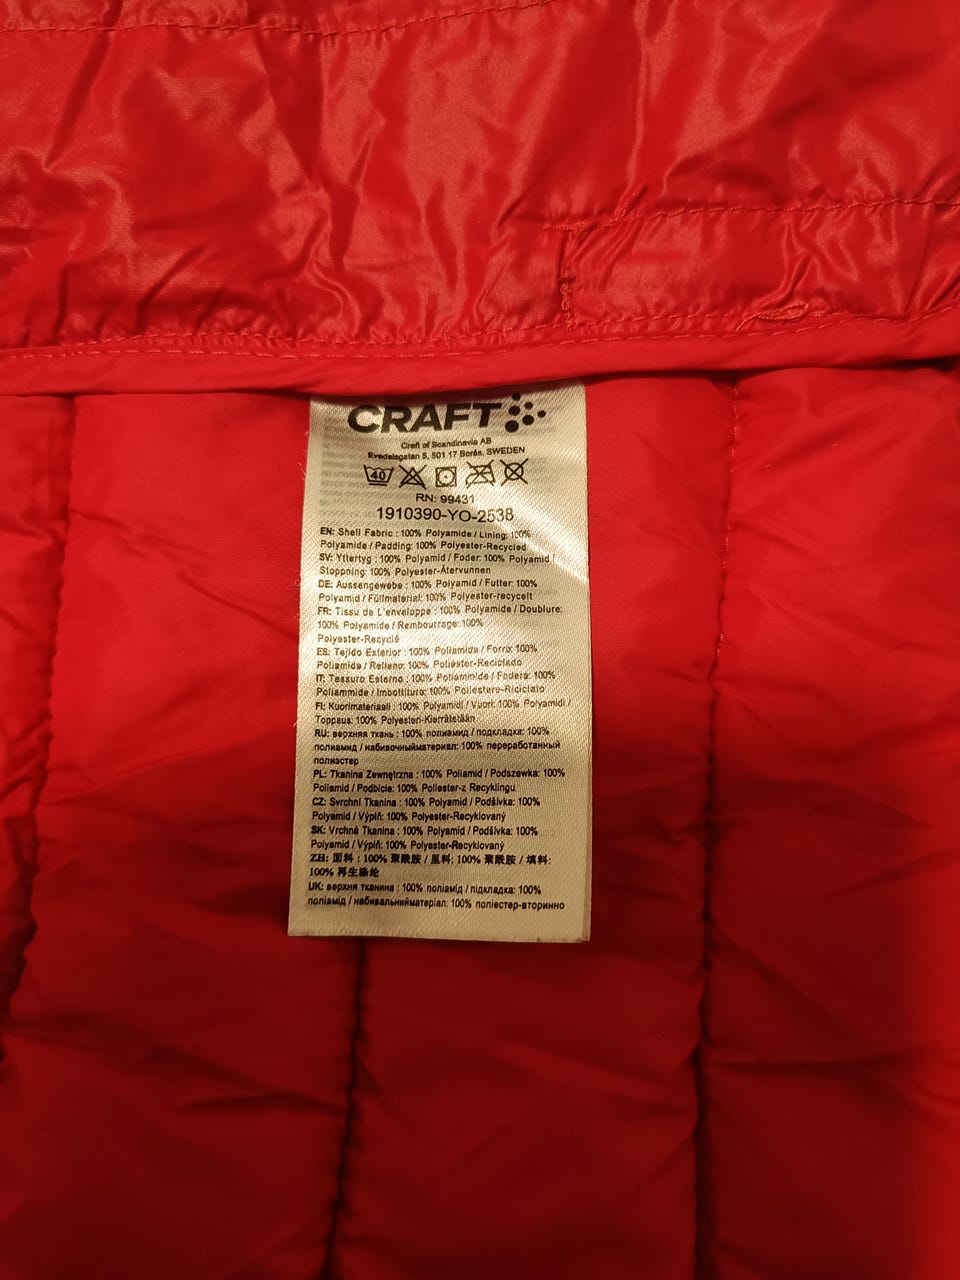 CRAFT
Craft of Scandinavia AB
Evedalsgatan 5, 501 17 Borås, SWEDEN
40
RN: 99431
1910390-YO-2538
EN: Shell Fabric : 100% Polyamide / Lining: 100%
Polyamide / Padding: 100% Polyester-Recycled
SV: Yttertyg : 100% Polyamid / Foder: 100% Polyamid /
Stoppning: 100% Polyester-Återvunnen
DE: Aussengewebe : 100% Polyamid / Futter: 100%
Polyamid / Füllmaterial: 100% Polyester-recycelt
FR: Tissu de L'enveloppe : 100% Polyamide / Doublure:
100% Polyamide / Rembourrage: 100%
Polyester-Recyclé
ES: Tejido Exterior : 100% Poliamida / Forro: 100%
Poliamida / Relleno: 100% Poliéster-Reciclado
IT: Tessuro Esterno : 100% Poliammide / Fodera: 100%
Poliammide / Imbottitura: 100% Poliestere-Riciclato
FI: Kuorimateriaali : 100% Polyamidi / Vuori: 100% Polyamidi /
Toppaus: 100% Polyesteri-Kierrätetään
RU: верхняя ткань : 100% полиамид / подкладка: 100%
полиамид / набивочныйматериал: 100% переработанный
полиэстер
PL: Tkanina Zewnętrzna : 100% Poliamid / Podszewka: 100%
Poliamid / Podbicie: 100% Poliester-z Recyklingu
CZ: Svrchní Tkanina : 100% Polyamid / Podšívka: 100%
Polyamid / Výplň: 100% Polyester-Recyklovaný
SK: Vrchná Tkanina : 100% Polyamid / Podšívka: 100%
Polyamid / Výplň: 100% Polyester-Recyklovaný
ZH: 面料 : 100% 聚酰胺 / 里料: 100% 聚酰胺 / 填料:
100% 再生涤纶
UK: верхня тканина : 100% поліамід / підкладка: 100%
поліамід / набивальнийматеріал: 100% поліестер-вторинно